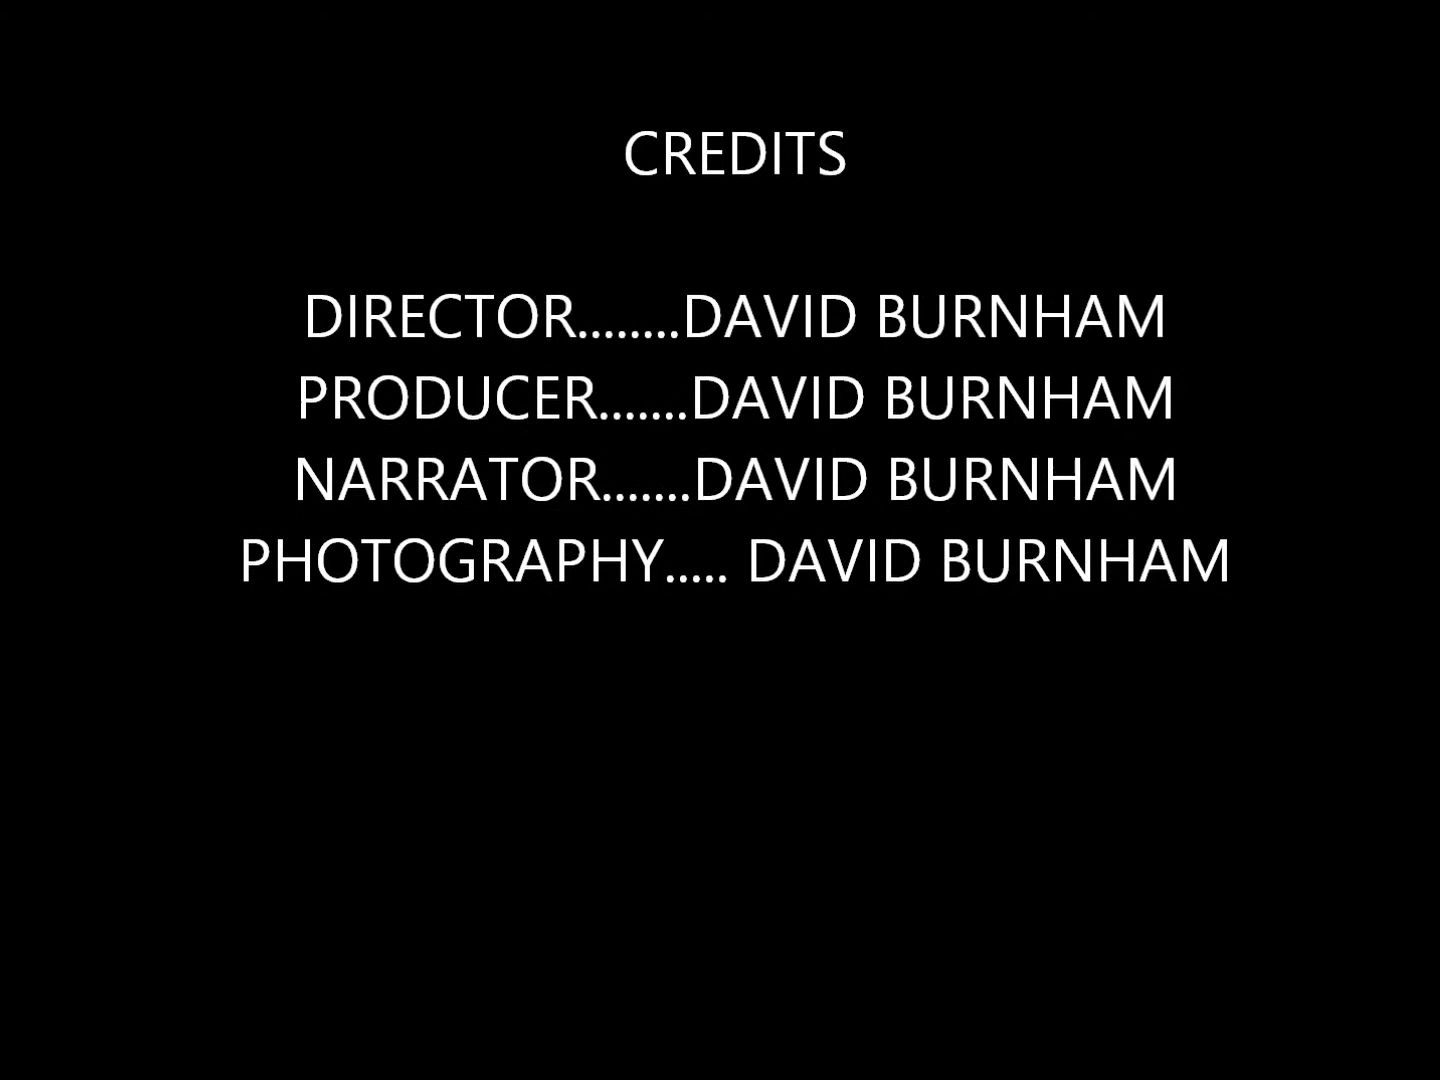 CREDITS
DIRECTOR........DAVID BURNHAM
PRODUCER.......DAVID BURNHAM
NARRATOR.......DAVID BURNHAM
PHOTOGRAPHY..... DAVID BURNHAM